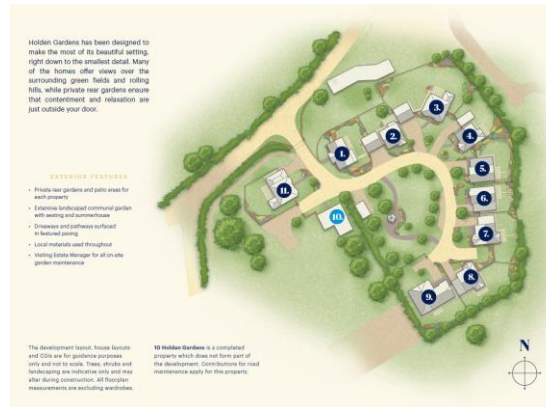 Holden Gardens has been designed to
make the most of its beautiful setting,
right down to the smallest detail. Many
of the homes offer views over the
surrounding green fields and rolling
hills, while private rear gardens ensure
that contentment and relaxation are
just outside your door.
EXTERIOR FEATURES
• Private rear gardens and patio areas for
each property
• Extensive landscaped communal garden
with seating and summerhouse
• Driveways and pathways surfaced
in featured paving
• Local materials used throughout
• Visiting Estate Manager for all on site
garden maintenance
The development layout, house layouts
and CGIs are for guidance purposes
only and not to scale. Trees, shrubs and
landscaping are indicative only and may
alter during construction. All floorplan
measurements are excluding wardrobes.
10 Holden Gardens is a completed
property which does not form part of
the development. Contributions for road
maintenance apply for this property.
1.
2.
3.
4.
5.
6.
7.
8.
9.
10.
11.
N